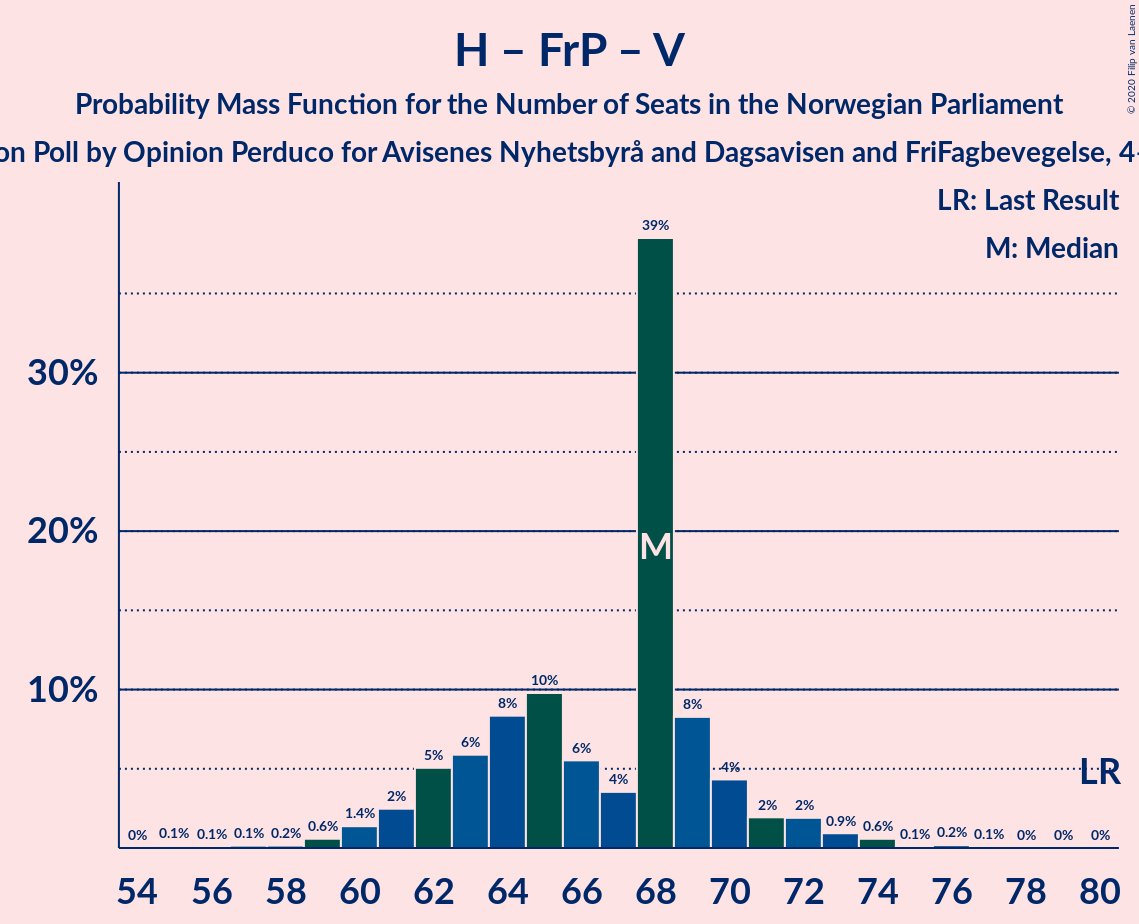 H – FrP – V
Probability Mass Function for the Number of Seats in the Norwegian Parliament
on Poll by Opinion Perduco for Avisenes Nyhetsbyrå and Dagsavisen and FriFagbevegelse, 4
© 2020 Filip van Laenen
LR: Last Result
M: Median
39%
30%
20%
M
10%
10%
8%
8%
6%
6%
5%
4%
4%
LR
2%
2%
2%
1.4%
0.9%
0.6%
0.6%
0% 0.1% 0.1% 0.1% 0.2%
0.1% 0.2% 0.1% 0% 0% 0%
54 56 58 60 62 64 66 68 70 72 74 76 78 80